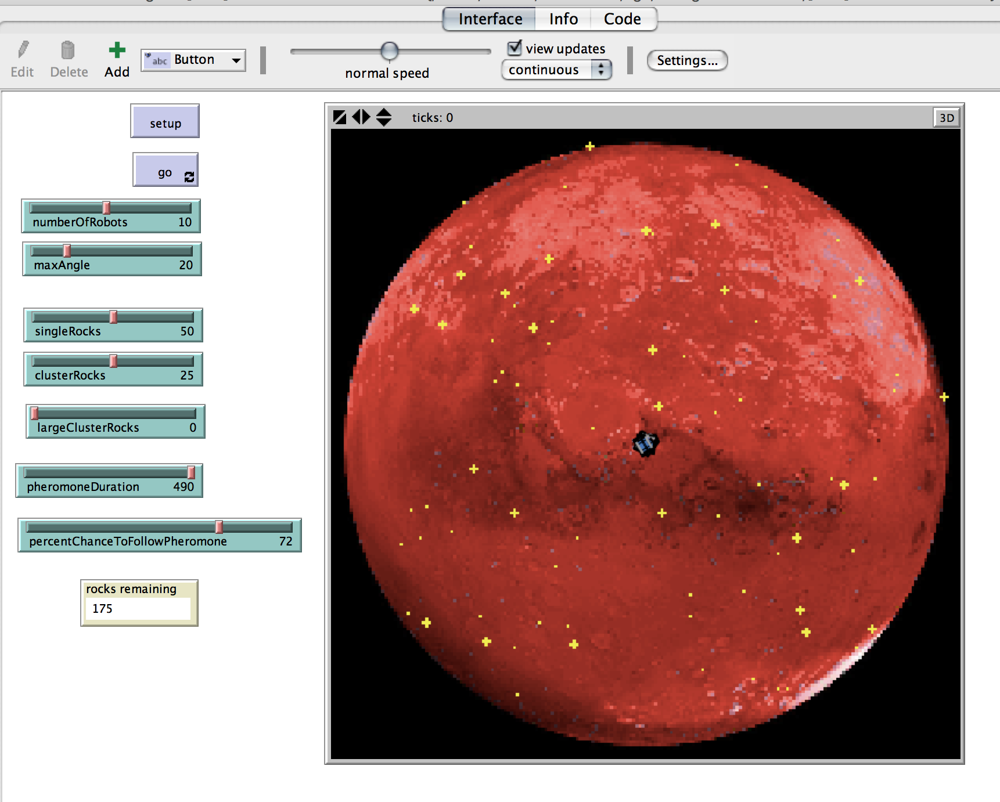 Interface Info Code
Edit Delete Add abc Button normal speed view updates continuous Settings...
setup
go
numberOfRobots 10
maxAngle 20
singleRocks 50
clusterRocks 25
largeClusterRocks 0
pheromoneDuration 490
percentChanceToFollowPheromone 72
rocks remaining
175
ticks: 0 3D